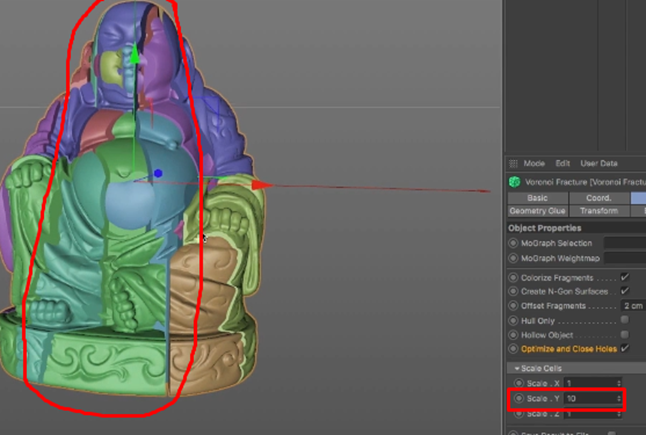 Mode Edit User Data
Voronoi Fracture [Voronoi Fractu
Basic Coord.
Geometry Glue Transform
Object Properties
MoGraph Selection
MoGraph Weightmap
Colorize Fragments ✓
Create N-Gon Surfaces ✓
Offset Fragments 2 cm
Hull Only
Hollow Object
Optimize and Close Holes ✓
Scale Cells
Scale . X 1
Scale . Y 10
Scale . Z 1